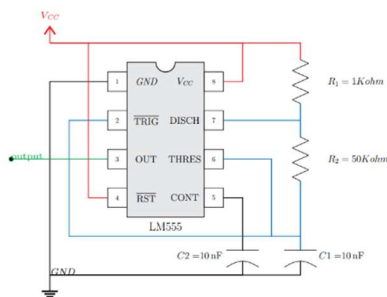 VCC
1 GND VCC 8
2 TRIG DISCH 7
3 OUT THRES 6
4 RST CONT 5
LM555
output
R1 = 1Kohm
R2 = 50Kohm
C2 = 10 nF
C1 = 10 nF
GND